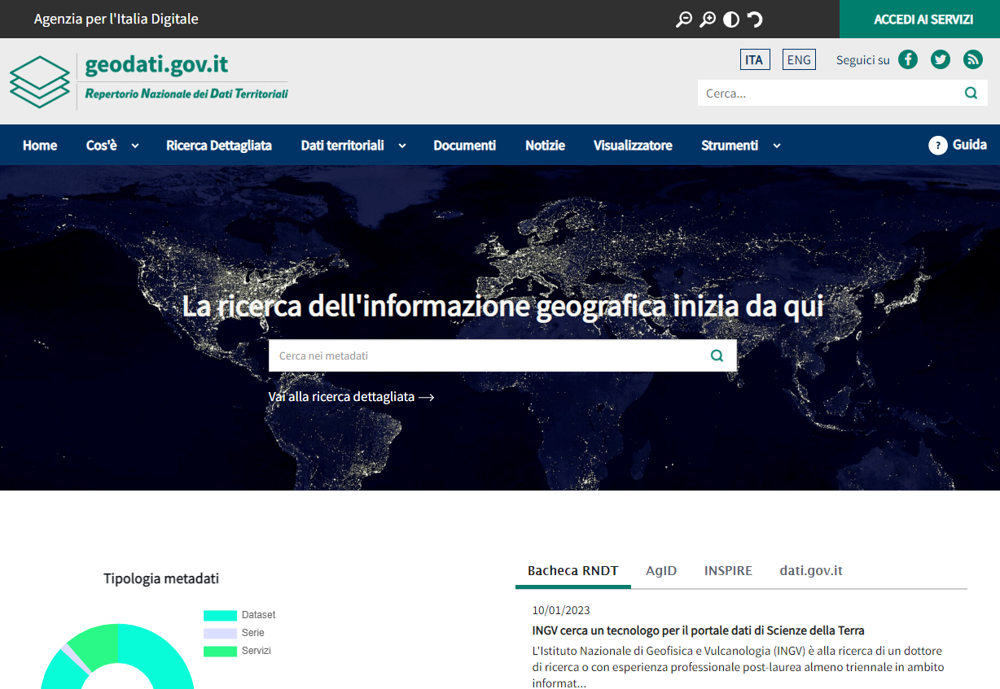 Agenzia per l'Italia Digitale
ACCEDI AI SERVIZI
geodati.gov.it
Repertorio Nazionale dei Dati Territoriali
ITA
ENG
Seguici su
Cerca...
Home
Cos'è
Ricerca Dettagliata
Dati territoriali
Documenti
Notizie
Visualizzatore
Strumenti
? Guida
La ricerca dell'informazione geografica inizia da qui
Cerca nei metadati
Vai alla ricerca dettagliata →
Tipologia metadati
Dataset
Serie
Servizi
Bacheca RNDT
AgID
INSPIRE
dati.gov.it
10/01/2023
INGV cerca un tecnologo per il portale dati di Scienze della Terra
L'Istituto Nazionale di Geofisica e Vulcanologia (INGV) è alla ricerca di un dottore
di ricerca o con esperienza professionale post-laurea almeno triennale in ambito
informat...